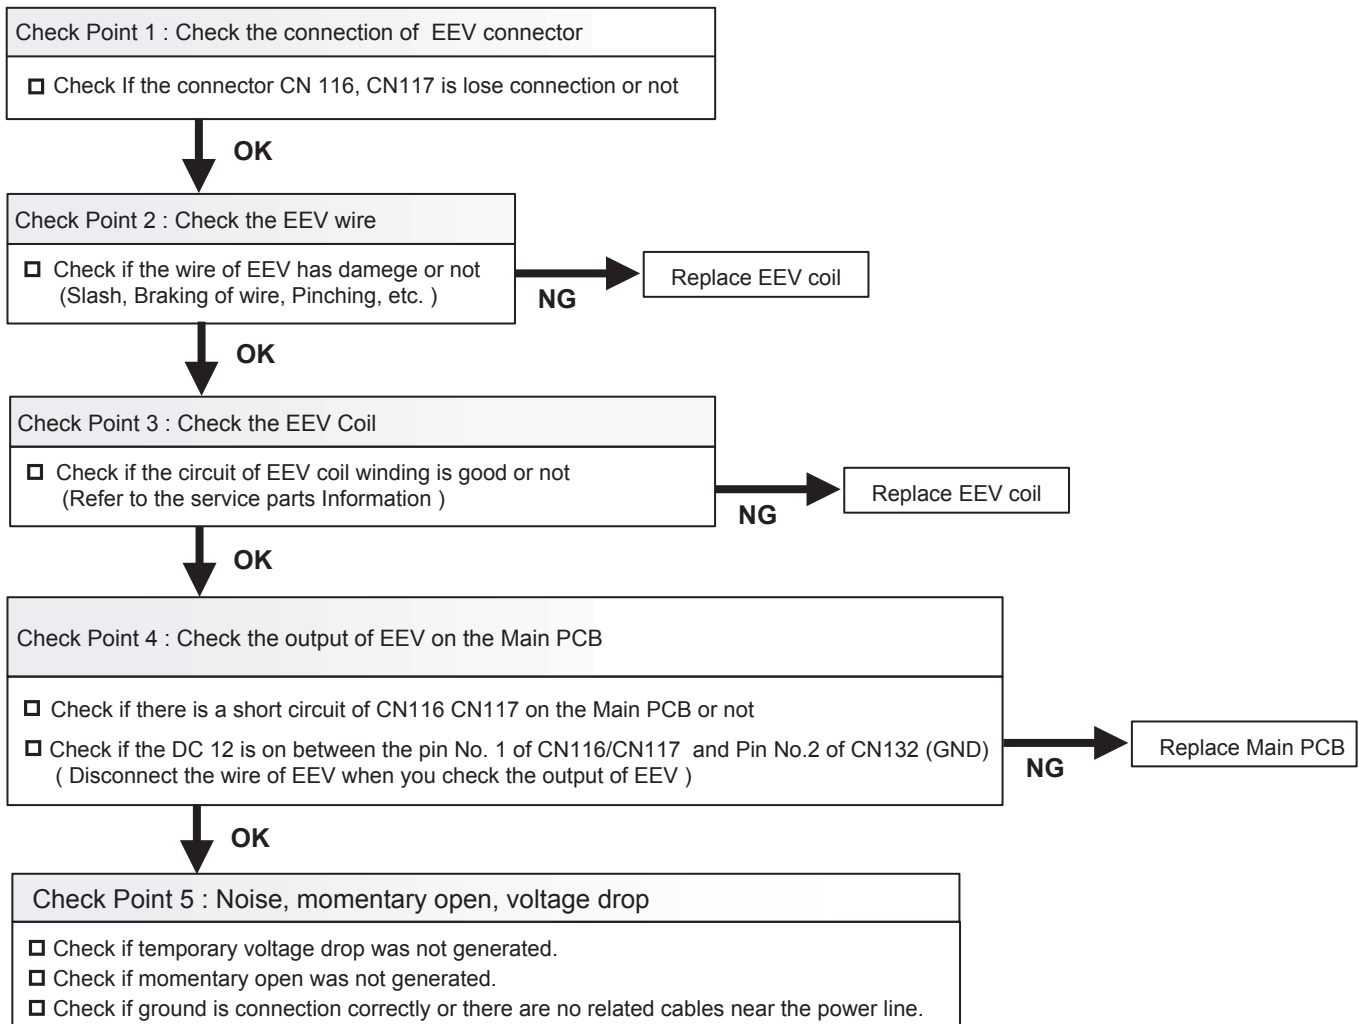 Check Point 1 : Check the connection of EEV connector
Check If the connector CN 116, CN117 is lose connection or not
OK
Check Point 2 : Check the EEV wire
Check if the wire of EEV has damege or not
(Slash, Braking of wire, Pinching, etc. )
NG
Replace EEV coil
OK
Check Point 3 : Check the EEV Coil
Check if the circuit of EEV coil winding is good or not
(Refer to the service parts Information )
NG
Replace EEV coil
OK
Check Point 4 : Check the output of EEV on the Main PCB
Check if there is a short circuit of CN116 CN117 on the Main PCB or not
Check if the DC 12 is on between the pin No. 1 of CN116/CN117 and Pin No.2 of CN132 (GND)
( Disconnect the wire of EEV when you check the output of EEV )
NG
Replace Main PCB
OK
Check Point 5 : Noise, momentary open, voltage drop
Check if temporary voltage drop was not generated.
Check if momentary open was not generated.
Check if ground is connection correctly or there are no related cables near the power line.